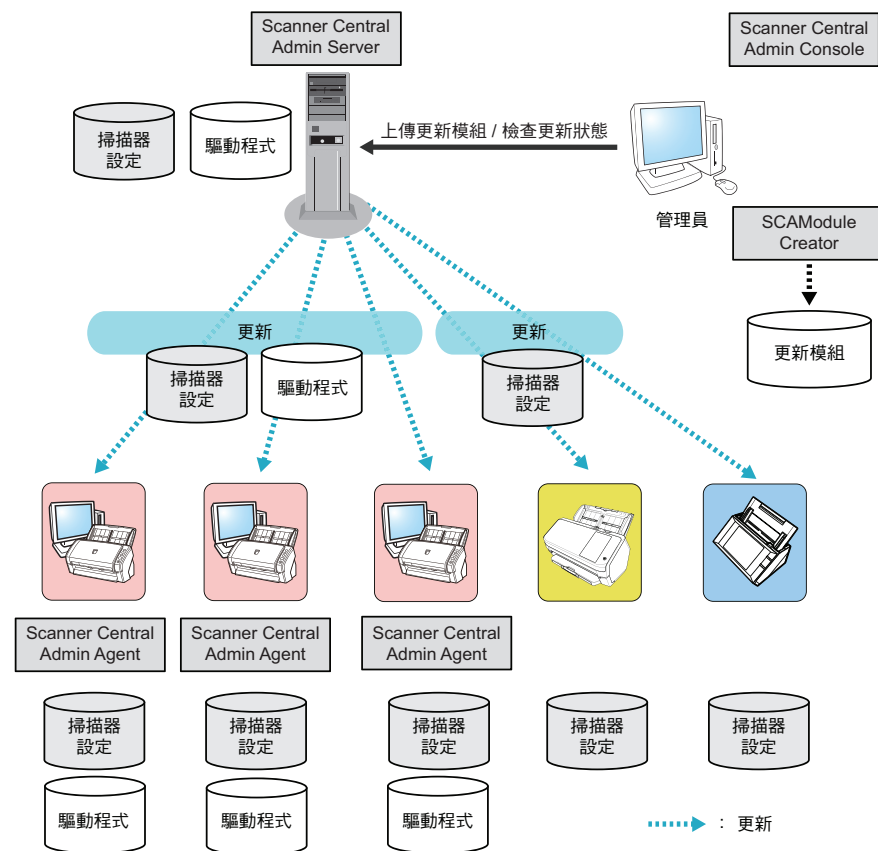 Scanner Central
Admin Server
Scanner Central
Admin Console
掃描器
設定
驅動程式
上傳更新模組 / 檢查更新狀態
管理員
SCAModule
Creator
更新
更新
更新模組
掃描器
設定
驅動程式
掃描器
設定
Scanner Central
Admin Agent
Scanner Central
Admin Agent
Scanner Central
Admin Agent
掃描器
設定
掃描器
設定
掃描器
設定
掃描器
設定
掃描器
設定
驅動程式
驅動程式
驅動程式
： 更新